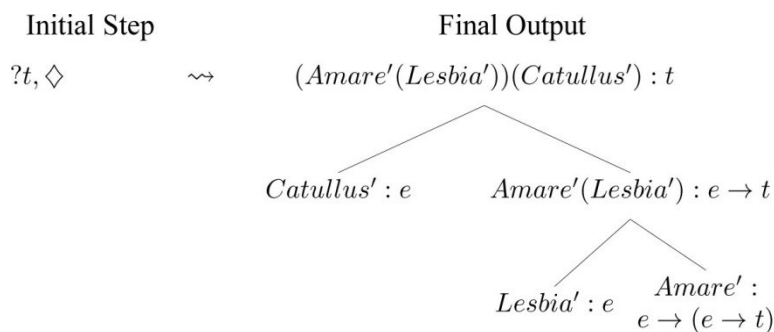 Initial Step Final Output
?t, ◇ ⇝ (Amare′(Lesbia′))(Catullus′) : t
Catullus′ : e Amare′(Lesbia′) : e → t
Lesbia′ : e Amare′ :
e → (e → t)